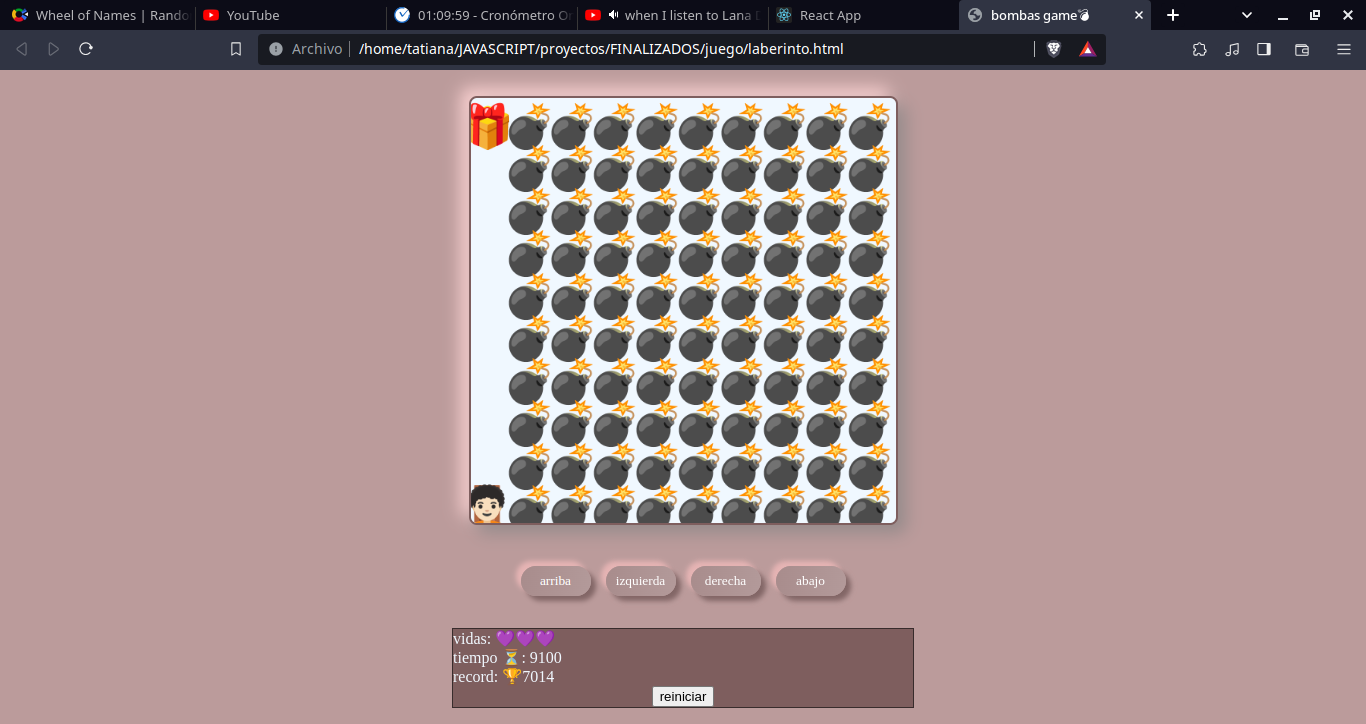 Wheel of Names | Rando
YouTube
01:09:59 - Cronómetro On
when I listen to Lana D
React App
bombas game💣
Archivo
/home/tatiana/JAVASCRIPT/proyectos/FINALIZADOS/juego/laberinto.html
arriba
izquierda
derecha
abajo
vidas: 💜💜💜
tiempo ⏳: 9100
record: 🏆7014
reiniciar